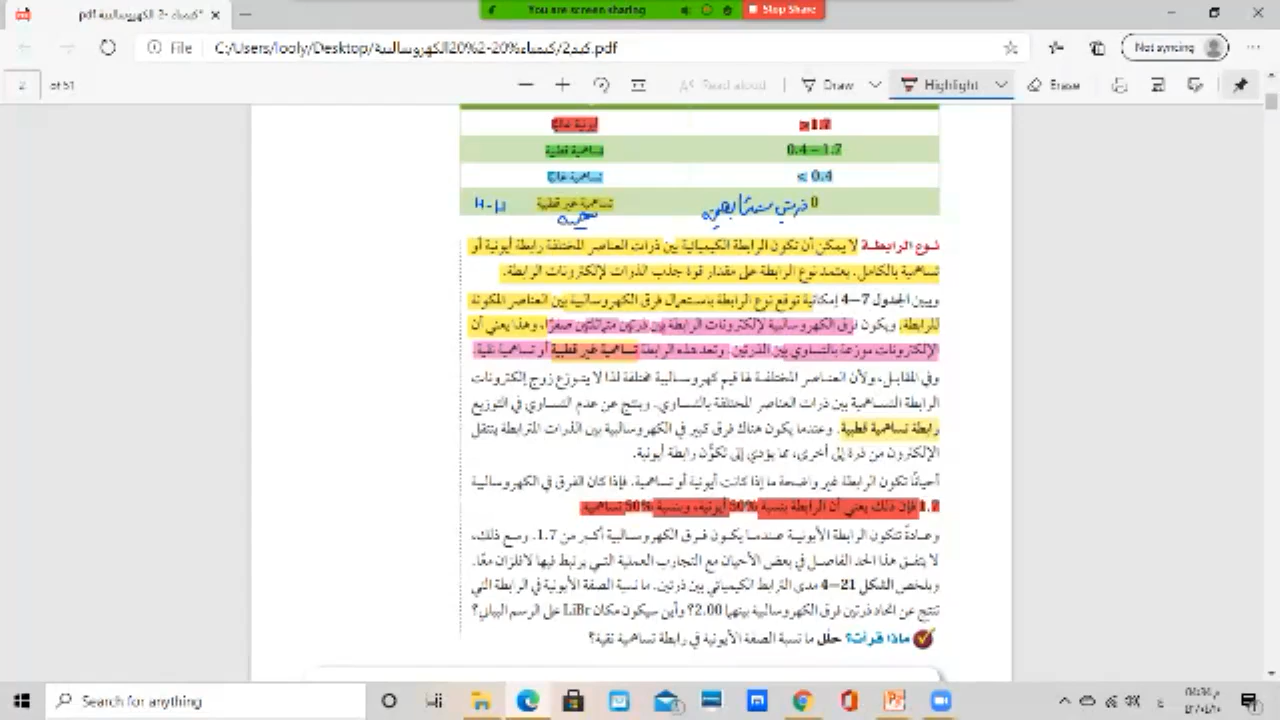 كيمياء 2- الكهروسالبية.pdf
You are screen sharing
Stop Share
File
C:/Users/looly/Desktop/كيم2/كيمياء%20-2%20الكهروسالبية.pdf
Not syncing
2 of 51
Read aloud
Draw
Highlight
Erase
> 1.7 أيونية غالبًا
0.4 – 1.7 تساهمية قطبية
< 0.4 تساهمية غالبًا
0 تساهمية غير قطبية H-H
نوع الرابطة لا يمكن أن تكون الرابطة الكيميائية بين ذرات العناصر المختلفة رابطة أيونية أو
تساهمية بالكامل. يعتمد نوع الرابطة على مقدار قوة جذب الذرات لإلكترونات الرابطة.
ويبين الجدول 7–4 إمكانية توقع نوع الرابطة باستعمال فرق الكهروسالبية بين العناصر المكونة
للرابطة. ويكون فرق الكهروسالبية لإلكترونات الرابطة بين ذرتين متماثلتين صفرًا، وهذا يعني أن
الإلكترونات موزعة بالتساوي بين الذرتين. وتعد هذه الرابطة تساهمية غير قطبية أو تساهمية نقية.
وفي المقابل، ولأن العناصر المختلفة لها قيم كهروسالبية مختلفة لذا لا يتوزع زوج إلكترونات
الرابطة التساهمية بين ذرات العناصر المختلفة بالتساوي. وينتج عن عدم التساوي في التوزيع
رابطة تساهمية قطبية. وعندما يكون هناك فرق كبير في الكهروسالبية بين الذرات المترابطة ينتقل
الإلكترون من ذرة إلى أخرى، مما يؤدي إلى تكوُّن رابطة أيونية.
أحيانًا تكون الرابطة غير واضحة ما إذا كانت أيونية أو تساهمية. فإذا كان الفرق في الكهروسالبية
1.7 فإن ذلك يعني أن الرابطة بنسبة 50% أيونية، وبنسبة 50% تساهمية
وعادةً تتكون الرابطة الأيونية عندما يكون فرق الكهروسالبية أكبر من 1.7. ومع ذلك،
لا يتفق هذا الحد الفاصل في بعض الأحيان مع التجارب العملية التي يرتبط فيها لافلزان معًا.
ويلخص الشكل 21–4 مدى الترابط الكيميائي بين ذرتين. ما نسبة الصفة الأيونية في الرابطة التي
تنتج عن اتحاد ذرتين فرق الكهروسالبية بينهما 2.00؟ وأين سيكون مكان LiBr على الرسم البياني؟
ماذا قرأت؟ حلّل ما نسبة الصفة الأيونية في رابطة تساهمية نقية؟
Search for anything